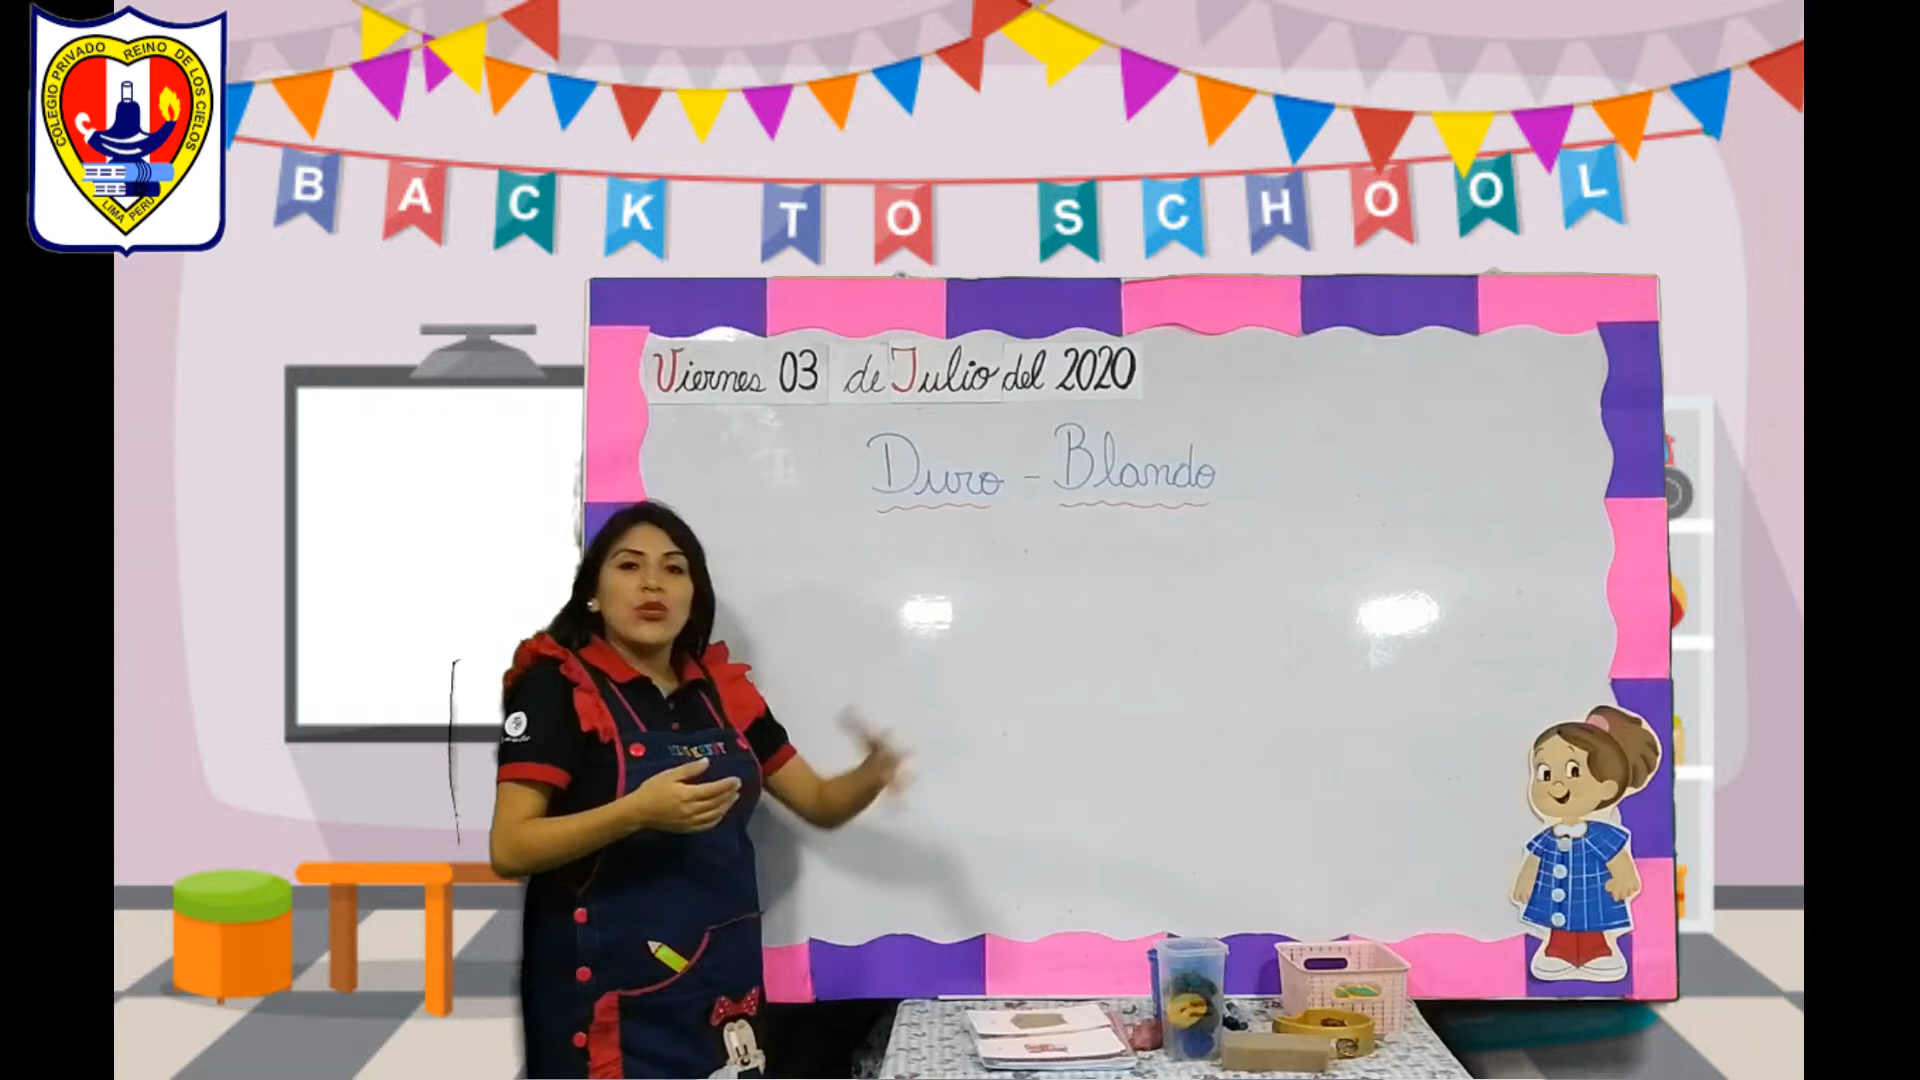 COLEGIO PRIVADO REINO DE LOS CIELOS
LIMA PERU
BACK TO SCHOOL
Viernes 03 de Julio del 2020
Duro - Blando